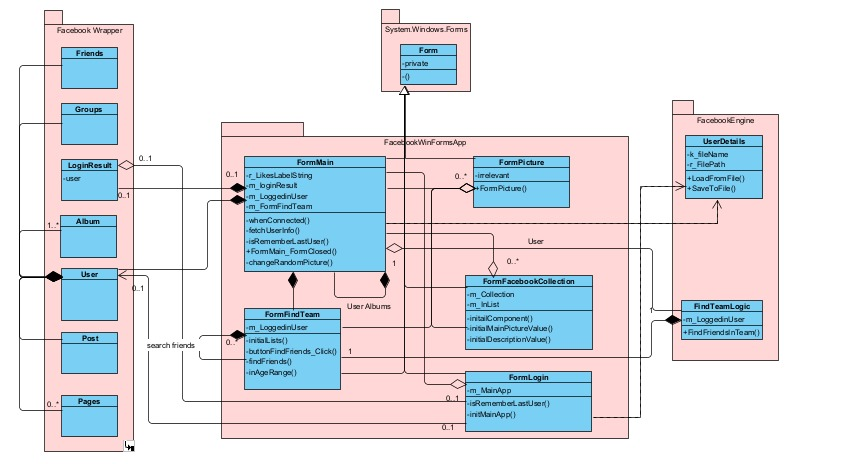 Facebook Wrapper
Friends
Groups
LoginResult
-user
0..1
0..1
Album
1..*
User
0..1
Post
search friends
Pages
0..*
System.Windows.Forms
Form
-private
-()
FacebookWinFormsApp
FormMain
-r_LikesLabelString
-m_loginResult
-m_LoggedinUser
-m_FormFindTeam
-whenConnected()
-fetchUserInfo()
-isRememberLastUser()
+FormMain_FormClosed()
-changeRandomPicture()
0..1
FormPicture
-irrelevant
+FormPicture()
0..*
User
1
0..*
User Albums
FormFacebookCollection
-m_Collection
-m_InList
-initailComponent()
-initialMainPictureValue()
-initialDescriptionValue()
FormFindTeam
-m_LoggedinUser
-initialLists()
-buttonFindFriends_Click()
-findFriends()
-inAgeRange()
0..*
1
FormLogin
-m_MainApp
-isRememberLastUser()
-initMainApp()
0..1
0..1
FacebookEngine
UserDetails
-k_fileName
-r_FilePath
+LoadFromFile()
+SaveToFile()
FindTeamLogic
-m_LoggedinUser
+FindFriendsInTeam()